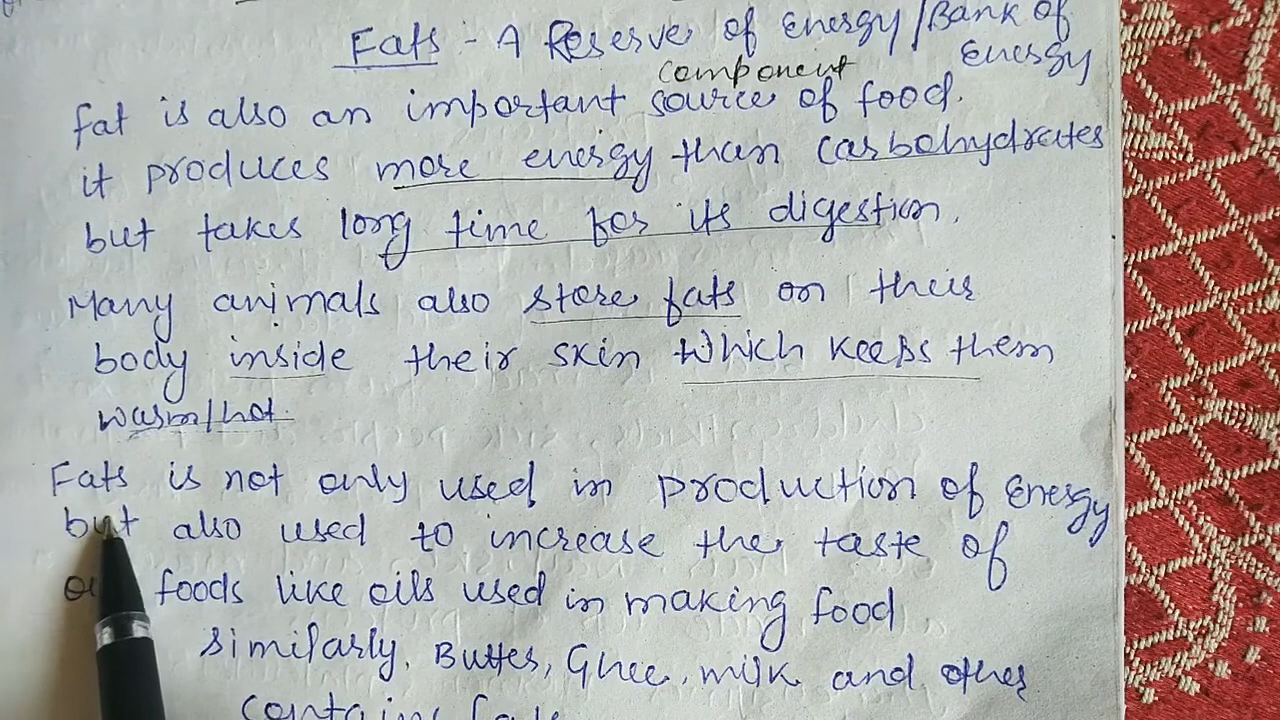 Fats - A Reserve of Energy/Bank of Energy
component
fat is also an important source of food.
it produces more energy than carbohydrates
but takes long time for its digestion.
Many animals also store fats on their
body inside their skin which keeps them
warm/hot.
Fats is not only used in production of Energy
but also used to increase the taste of
foods like oils used in making food.
Similarly, Butter, Ghee, milk and other